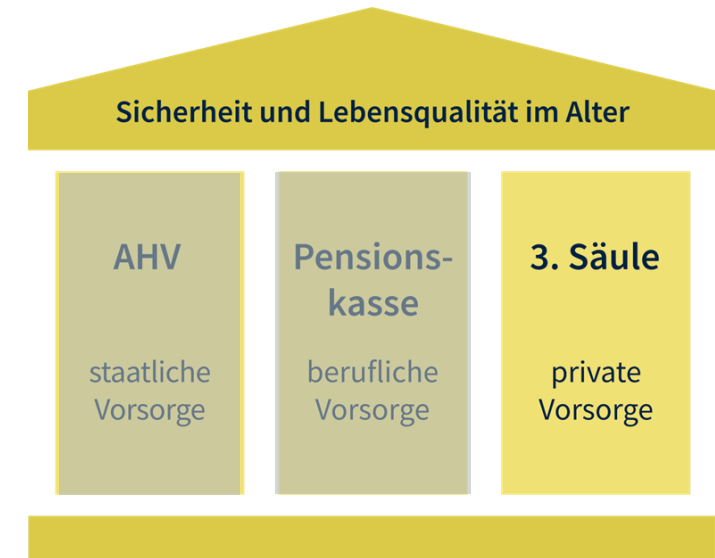 Sicherheit und Lebensqualität im Alter
AHV
staatliche
Vorsorge
Pensions-
kasse
berufliche
Vorsorge
3. Säule
private
Vorsorge